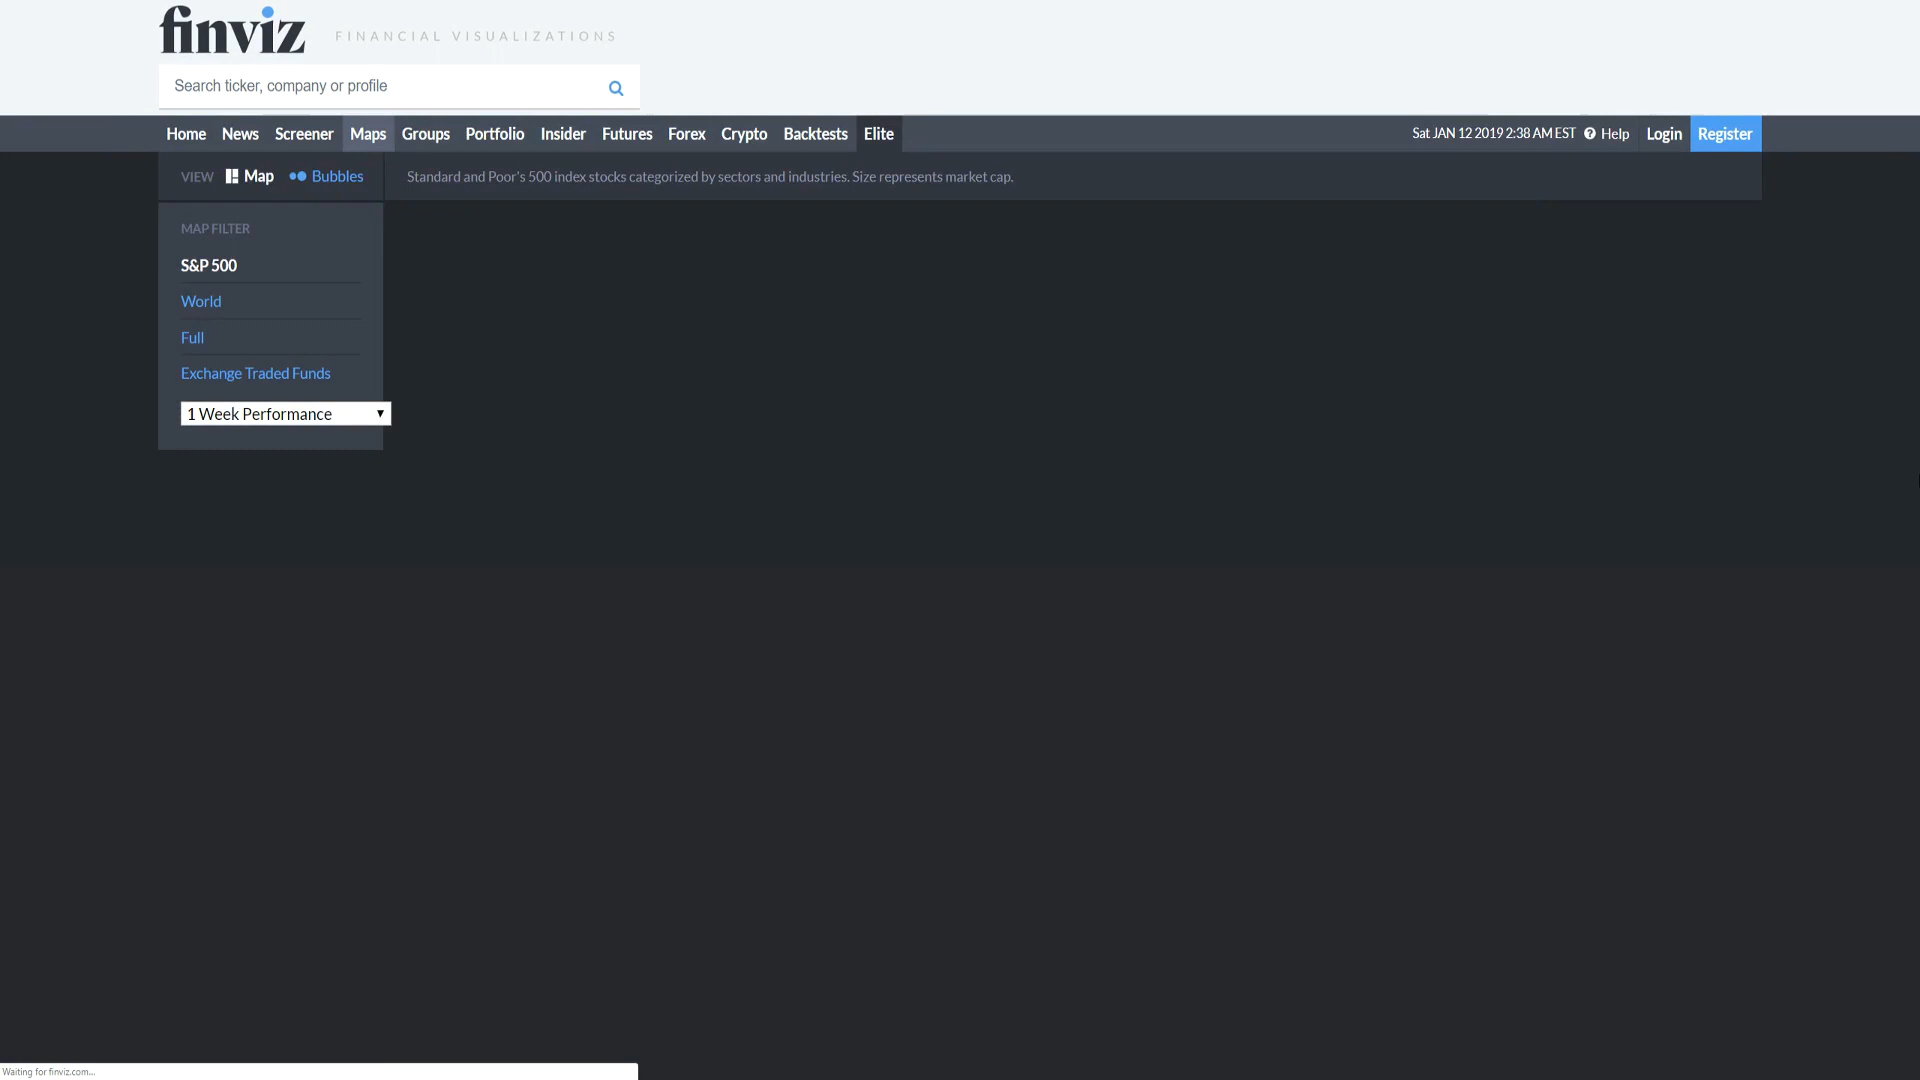 finviz FINANCIAL VISUALIZATIONS
Search ticker, company or profile
Home News Screener Maps Groups Portfolio Insider Futures Forex Crypto Backtests Elite Sat JAN 12 2019 2:38 AM EST Help Login Register
VIEW Map Bubbles Standard and Poor's 500 index stocks categorized by sectors and industries. Size represents market cap.
MAP FILTER
S&P 500
World
Full
Exchange Traded Funds
1 Week Performance
Waiting for finviz.com...